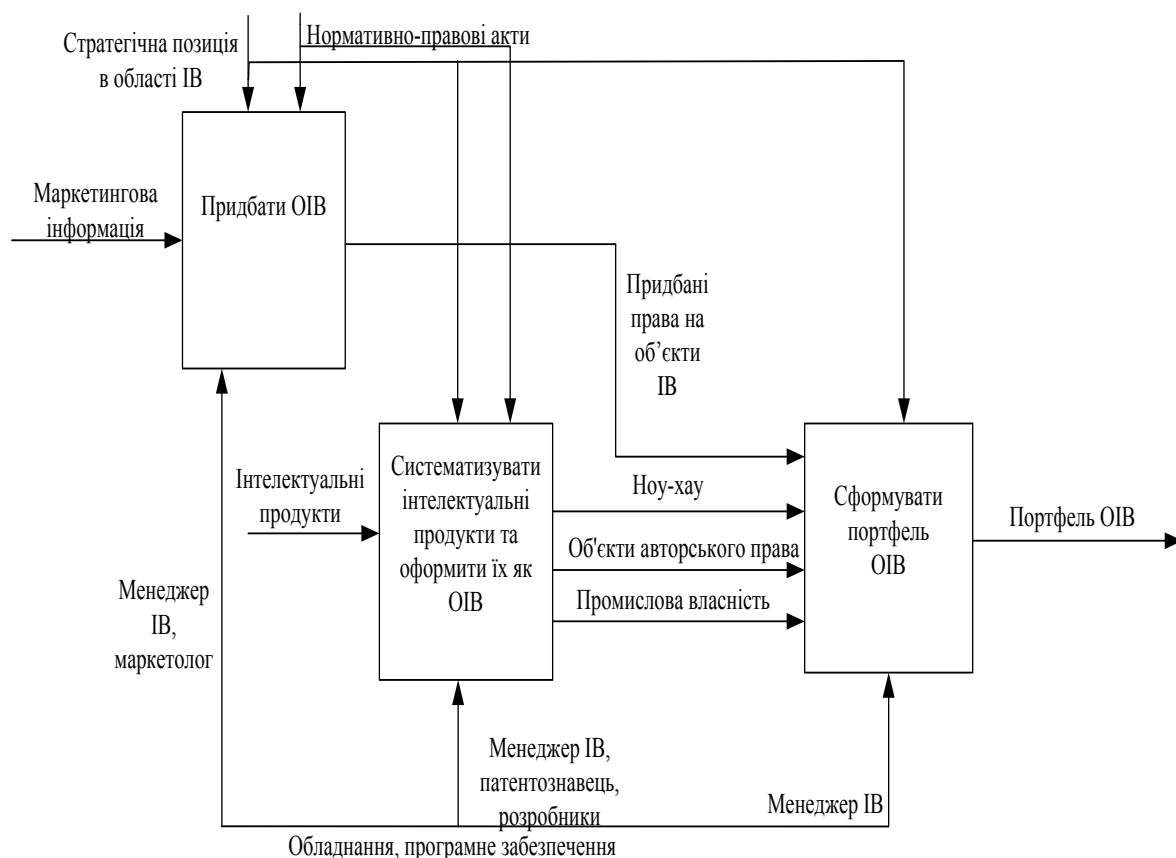 Стратегічна позиція
в області ІВ
Нормативно-правові акти
Маркетингова
інформація
Придбати ОІВ
Придбані
права на
об’єкти
ІВ
Інтелектуальні
продукти
Систематизувати
інтелектуальні
продукти та
оформити їх як
ОІВ
Ноу-хау
Об'єкти авторського права
Промислова власність
Сформувати
портфель
ОІВ
Портфель ОІВ
Менеджер
ІВ,
маркетолог
Менеджер ІВ,
патентознавець,
розробники
Менеджер ІВ
Обладнання, програмне забезпечення